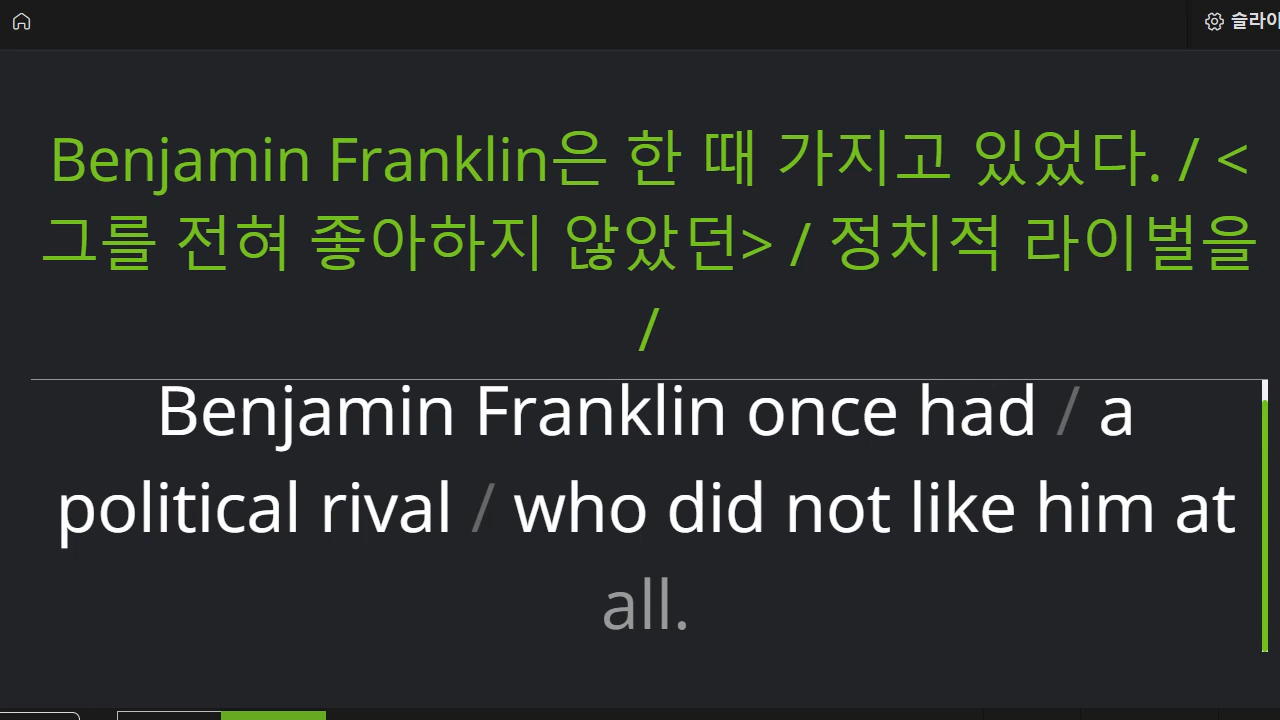 슬라이
Benjamin Franklin은 한 때 가지고 있었다. / <
그를 전혀 좋아하지 않았던> / 정치적 라이벌을
/
Benjamin Franklin once had / a
political rival / who did not like him at
all.